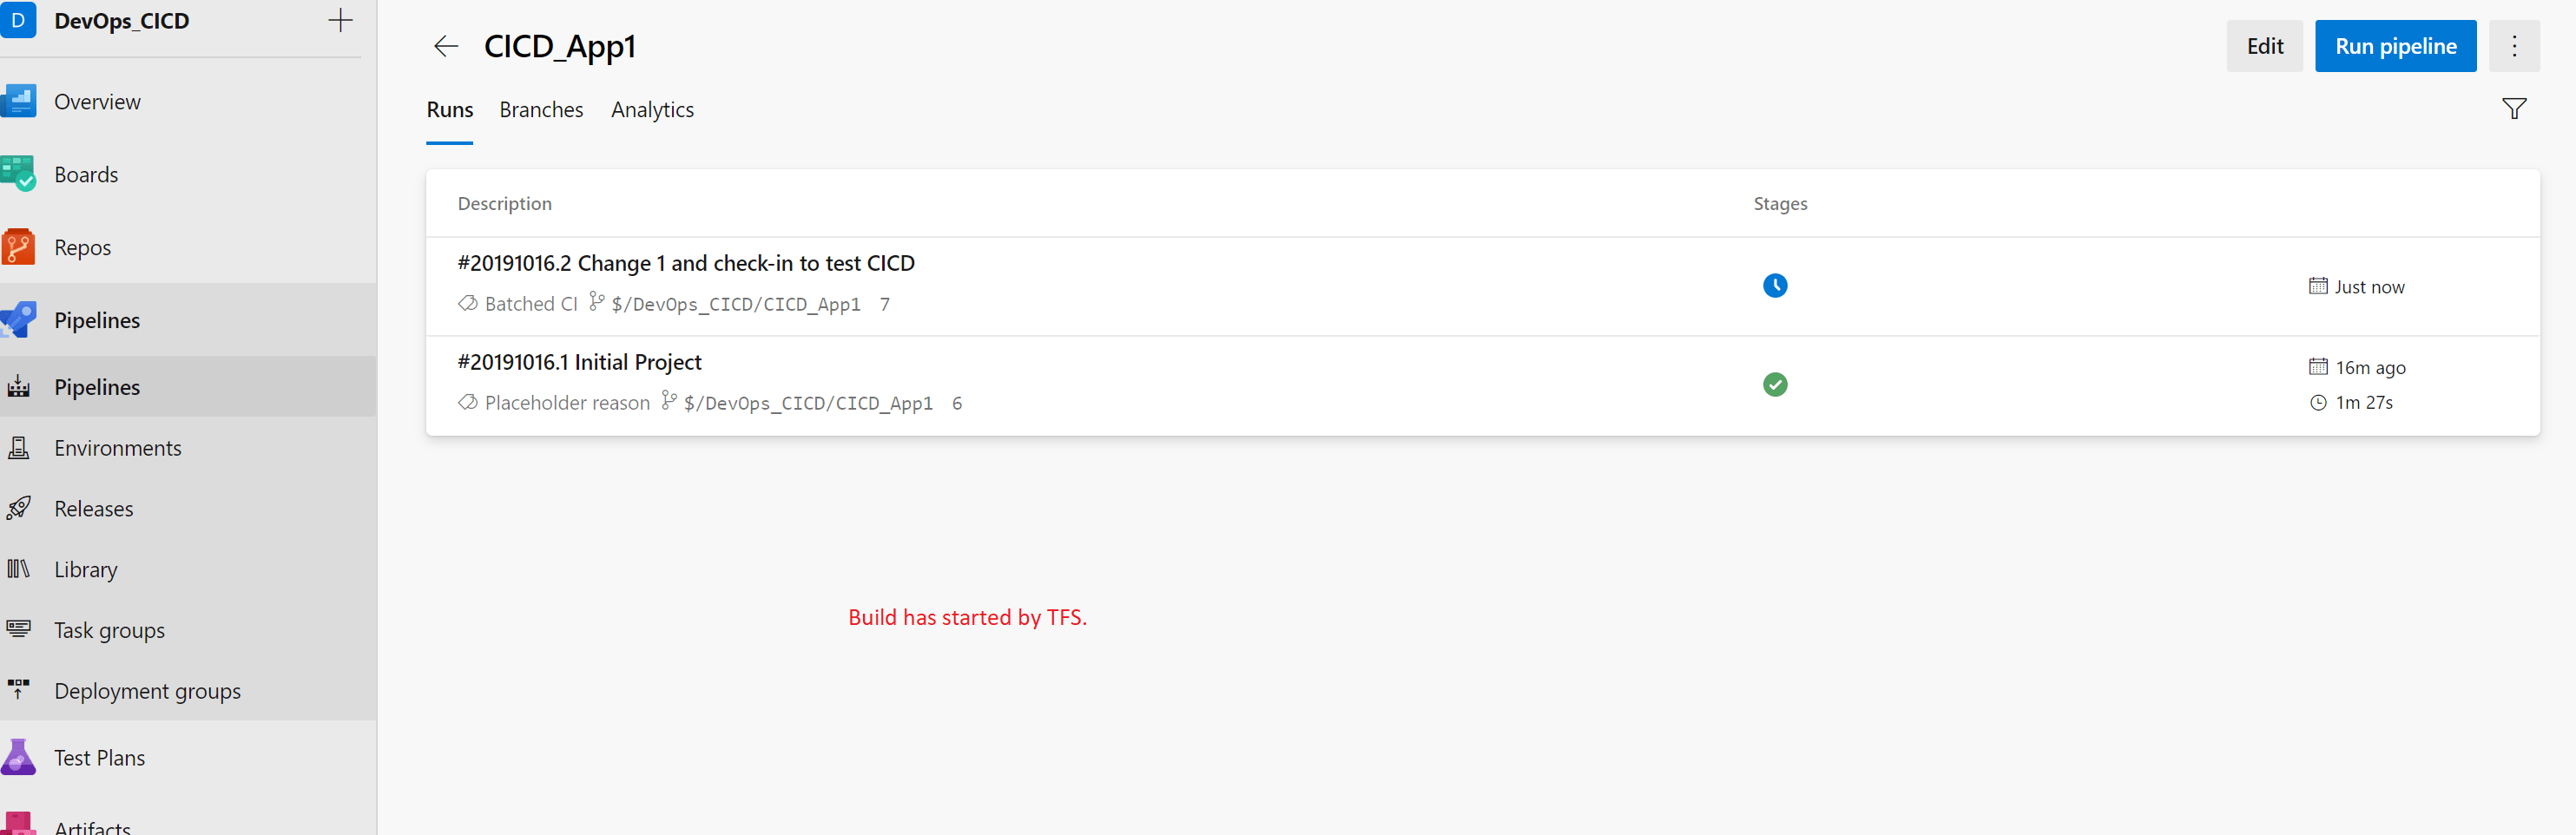 D DevOps_CICD
Overview
Boards
Repos
Pipelines
Pipelines
Environments
Releases
Library
Task groups
Deployment groups
Test Plans
Artifacts
CICD_App1
Edit
Run pipeline
Runs Branches Analytics
Description Stages
#20191016.2 Change 1 and check-in to test CICD
Batched CI $/DevOps_CICD/CICD_App1 7
Just now
#20191016.1 Initial Project
Placeholder reason $/DevOps_CICD/CICD_App1 6
16m ago
1m 27s
Build has started by TFS.